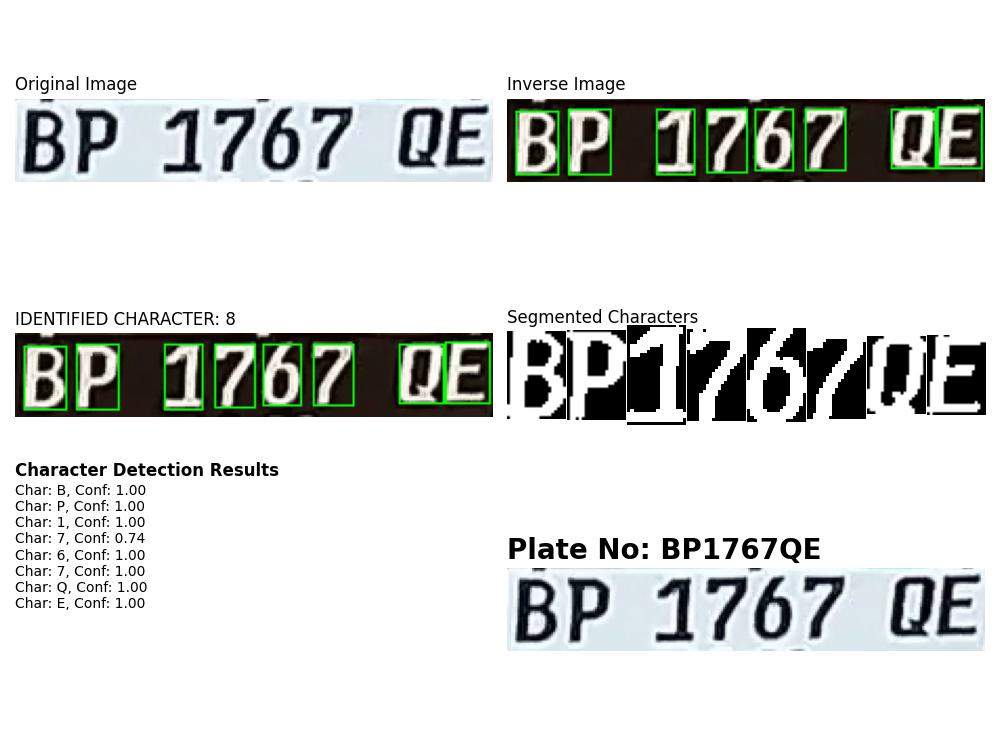 Original Image
BP 1767 QE
Inverse Image
BP 1767 QE
IDENTIFIED CHARACTER: 8
BP 1767 QE
Segmented Characters
BP1767QE
Character Detection Results
Char: B, Conf: 1.00
Char: P, Conf: 1.00
Char: 1, Conf: 1.00
Char: 7, Conf: 0.74
Char: 6, Conf: 1.00
Char: 7, Conf: 1.00
Char: Q, Conf: 1.00
Char: E, Conf: 1.00
Plate No: BP1767QE
BP 1767 QE